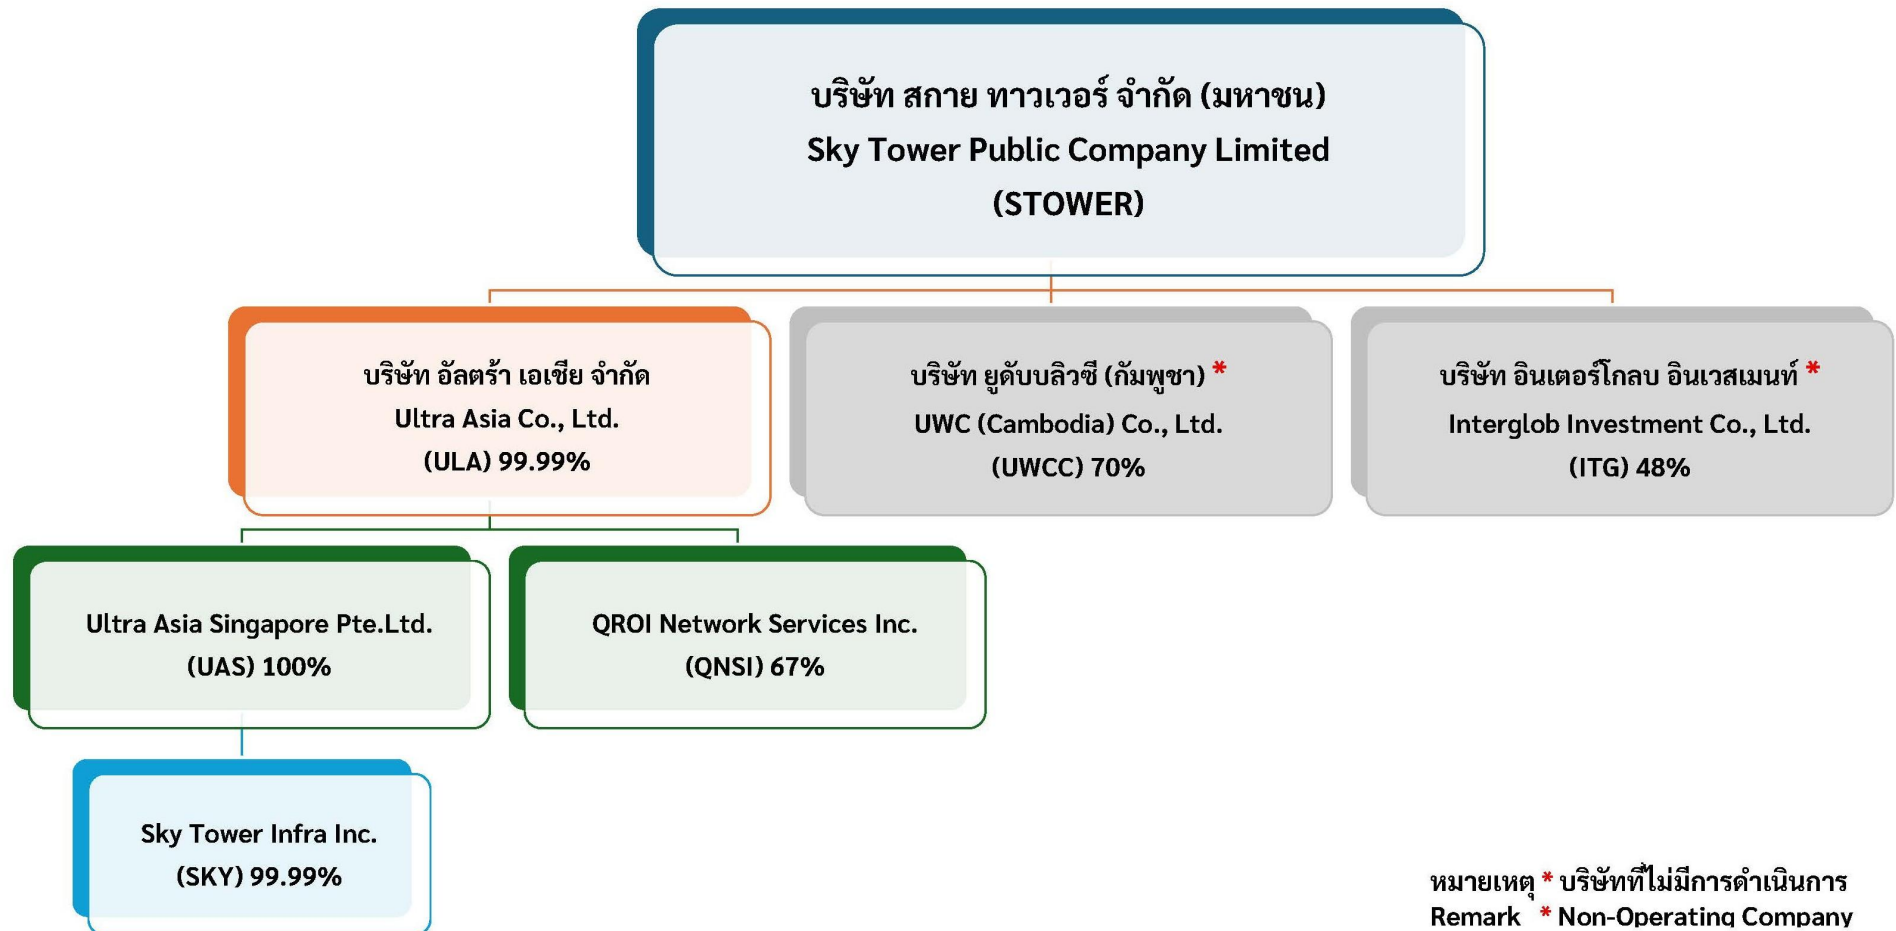 บริษัท สกาย ทาวเวอร์ จำกัด (มหาชน)
Sky Tower Public Company Limited
(STOWER)
บริษัท อัลตร้า เอเชีย จำกัด
Ultra Asia Co., Ltd.
(ULA) 99.99%
บริษัท ยูดับบลิวซี (กัมพูชา) *
UWC (Cambodia) Co., Ltd.
(UWCC) 70%
บริษัท อินเตอร์โกลบ อินเวสเมนท์ *
Interglob Investment Co., Ltd.
(ITG) 48%
Ultra Asia Singapore Pte.Ltd.
(UAS) 100%
QROI Network Services Inc.
(QNSI) 67%
Sky Tower Infra Inc.
(SKY) 99.99%
หมายเหตุ * บริษัทที่ไม่มีการดำเนินการ
Remark * Non-Operating Company